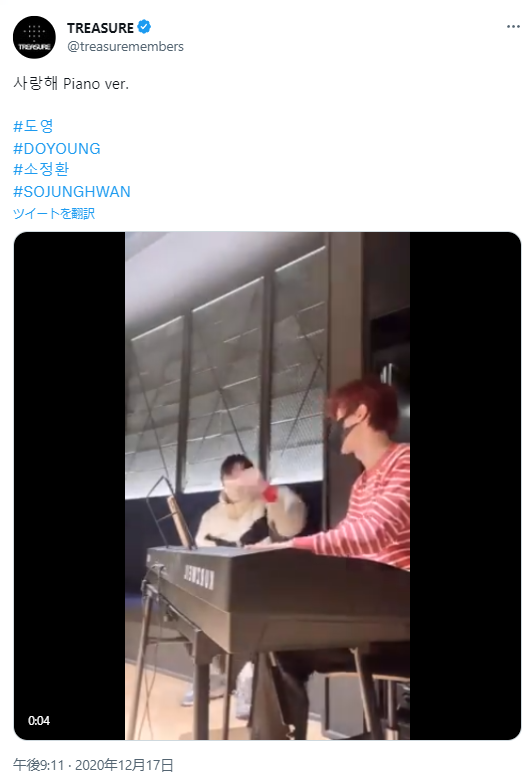 TREASURE
@treasuremembers
TREASURE
사랑해 Piano ver.
#도영
#DOYOUNG
#소정환
#SOJUNGHWAN
ツイートを翻訳
0:04
午後9:11 · 2020年12月17日